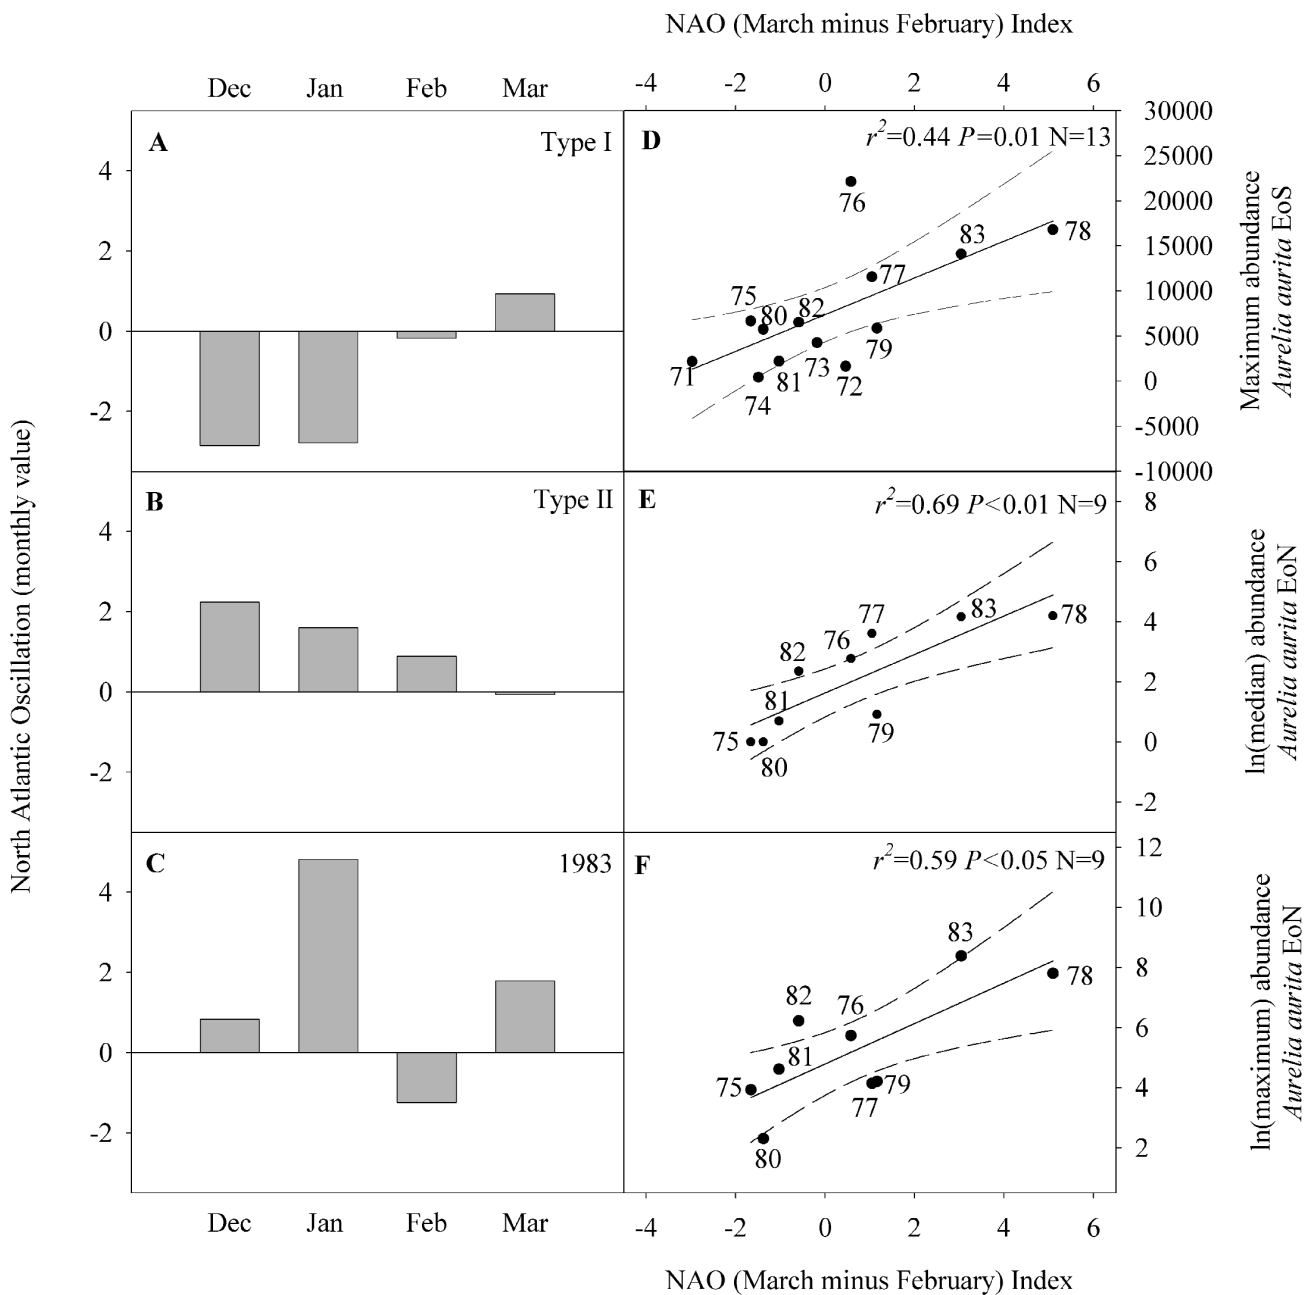 NAO (March minus February) Index
Dec Jan Feb Mar
-4 -2 0 2 4 6
North Atlantic Oscillation (monthly value)
A
Type I
4
2
0
-2
B
Type II
4
2
0
-2
C
1983
4
2
0
-2
Dec Jan Feb Mar
D
r²=0.44 P=0.01 N=13
76
83
78
77
75
80
82
79
71
73
72
81
74
30000
25000
20000
15000
10000
5000
0
-5000
-10000
Maximum abundance
Aurelia aurita EoS
E
r²=0.69 P<0.01 N=9
77
83
78
76
82
81
79
75
80
8
6
4
2
0
-2
ln(median) abundance
Aurelia aurita EoN
F
r²=0.59 P<0.05 N=9
83
78
82
76
81
75
79
77
80
12
10
8
6
4
2
ln(maximum) abundance
Aurelia aurita EoN
-4 -2 0 2 4 6
NAO (March minus February) Index